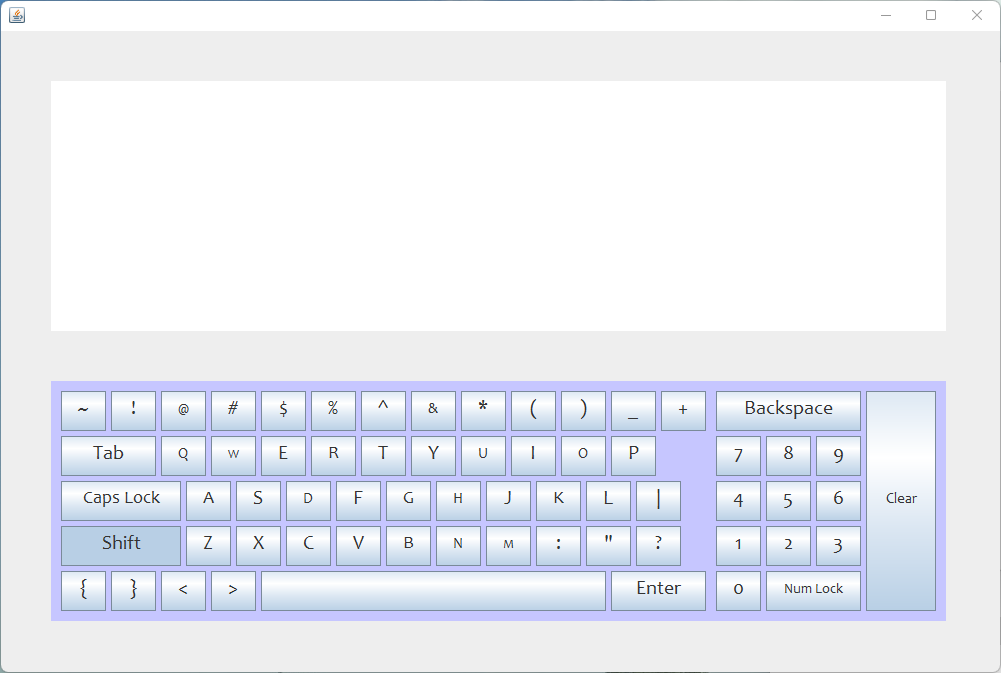 ~ ! @ # $ % ^ & * ( ) _ + Backspace
Tab Q W E R T Y U I O P 7 8 9
Caps Lock A S D F G H J K L | 4 5 6 Clear
Shift Z X C V B N M : " ? 1 2 3
{ } < > Enter 0 Num Lock